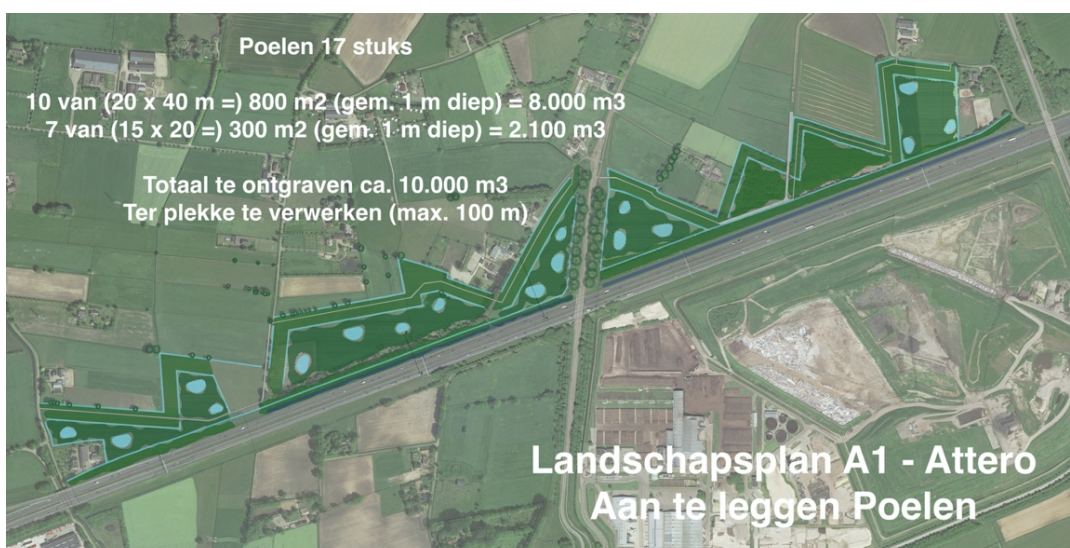 Poelen 17 stuks
10 van (20 x 40 m =) 800 m2 (gem. 1 m diep) = 8.000 m3
7 van (15 x 20 =) 300 m2 (gem. 1 m diep) = 2.100 m3
Totaal te ontgraven ca. 10.000 m3
Ter plekke te verwerken (max. 100 m)
Landschapsplan A1 - Attero
Aan te leggen Poelen